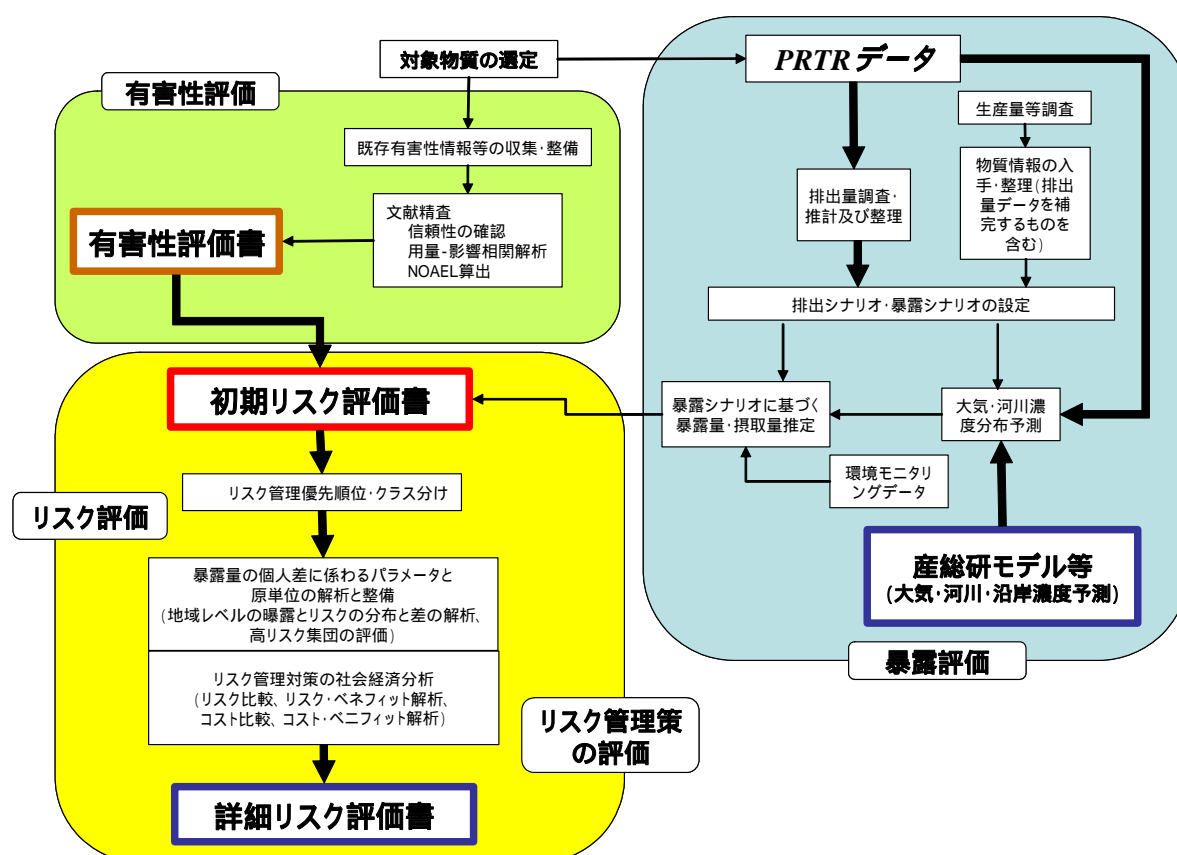 対象物質の選定
有害性評価
既存有害性情報等の収集・整備
文献精査
信頼性の確認
用量-影響相関解析
NOAEL算出
有害性評価書
PRTRデータ
生産量等調査
排出量調査・
推計及び整理
物質情報の入
手・整理(排出
量データを補
完するものを
含む)
排出シナリオ・暴露シナリオの設定
暴露シナリオに基づく
暴露量・摂取量推定
大気・河川濃
度分布予測
環境モニタリ
ングデータ
産総研モデル等
(大気・河川・沿岸濃度予測)
暴露評価
初期リスク評価書
リスク管理優先順位・クラス分け
リスク評価
暴露量の個人差に係わるパラメータと
原単位の解析と整備
(地域レベルの曝露とリスクの分布と差の解析、
高リスク集団の評価)
リスク管理対策の社会経済分析
(リスク比較、リスク・ベネフィット解析、
コスト比較、コスト・ベニフィット解析)
リスク管理策
の評価
詳細リスク評価書